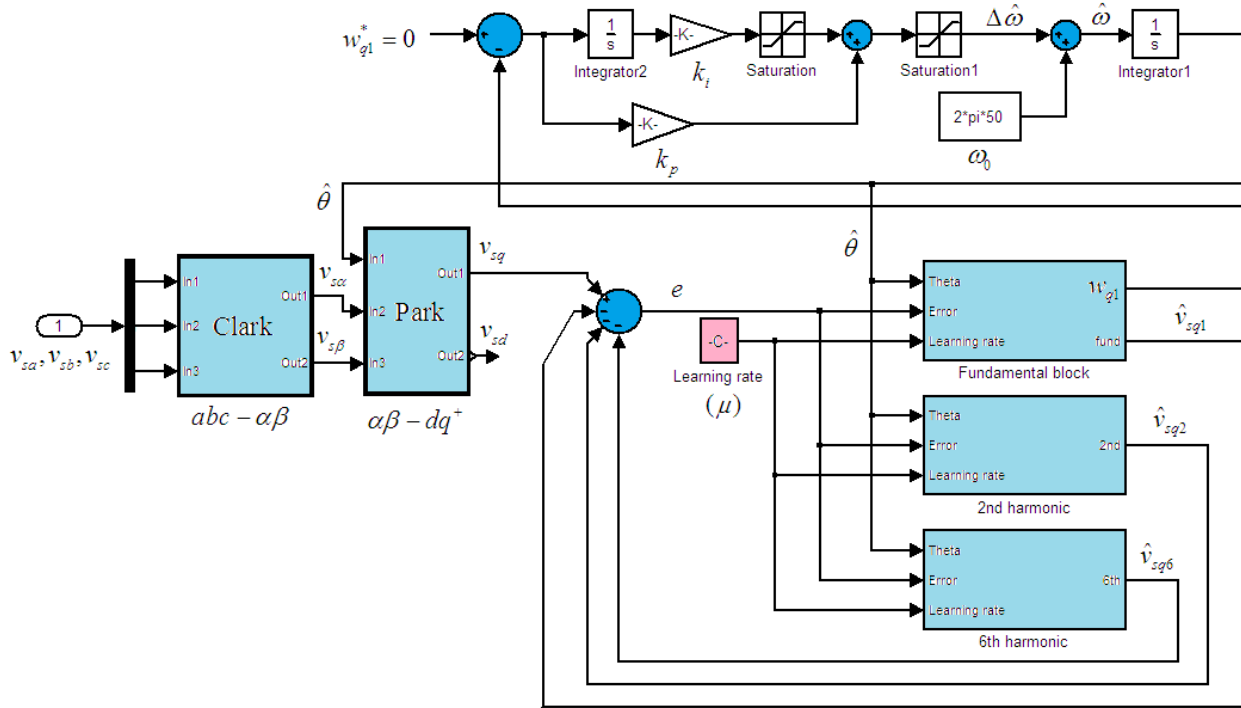 w*q1 = 0
1
s
Integrator2
-K-
ki
Saturation
Saturation1
Δω̂
ω̂
1
s
Integrator1
-K-
kp
2*pi*50
ω0
θ̂
1
vsa, vsb, vsc
In1
In2
In3
Clark
Out1
Out2
abc − αβ
vsα
vsβ
In1
In2
In3
Park
Out1
Out2
αβ − dq+
vsq
vsd
e
-C-
Learning rate
(μ)
θ̂
Theta
Error
Learning rate
wq1
fund
Fundamental block
v̂sq1
Theta
Error
Learning rate
2nd
2nd harmonic
v̂sq2
Theta
Error
Learning rate
6th
6th harmonic
v̂sq6